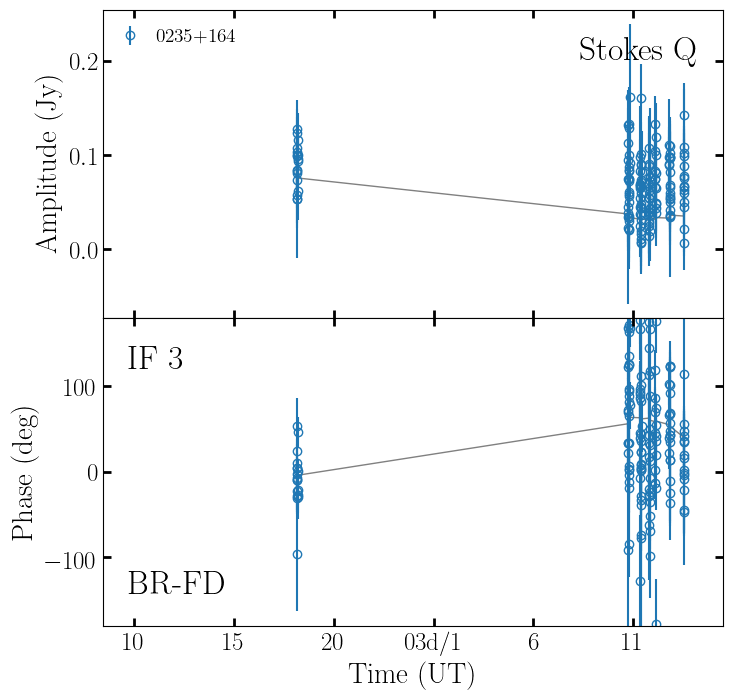 0235+164
Stokes Q
0.2
0.1
0.0
Amplitude (Jy)
IF 3
100
0
−100
Phase (deg)
BR-FD
10 15 20 03d/1 6 11
Time (UT)